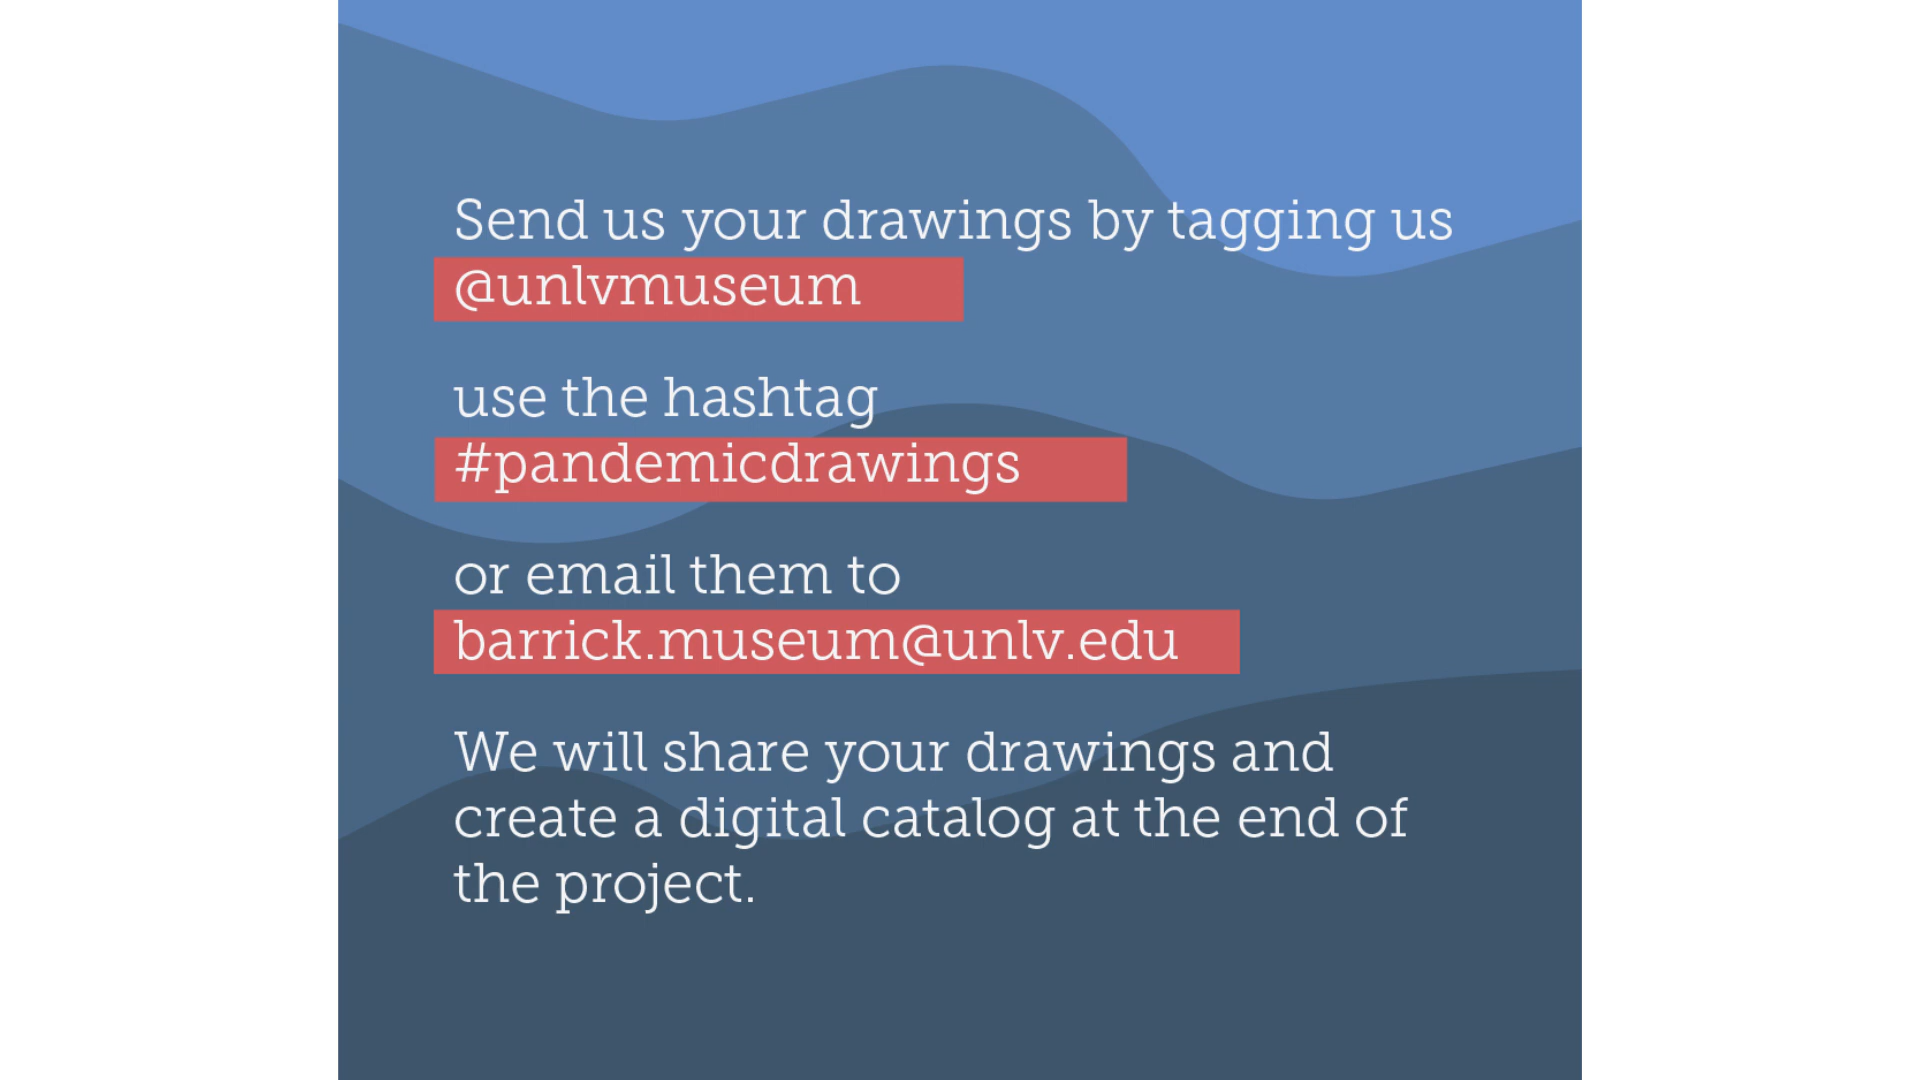 Send us your drawings by tagging us
@unlvmuseum
use the hashtag
#pandemicdrawings
or email them to
barrick.museum@unlv.edu
We will share your drawings and
create a digital catalog at the end of
the project.